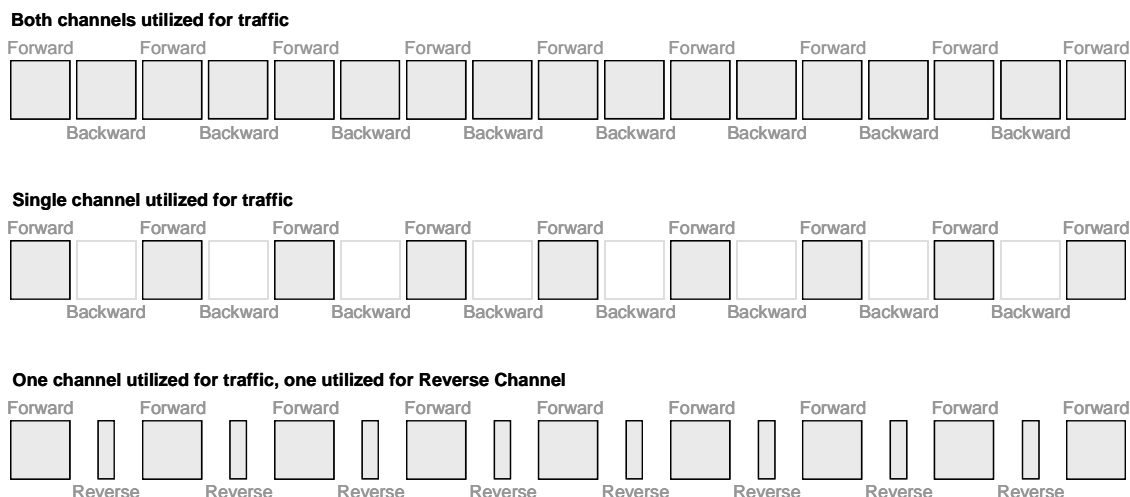 Both channels utilized for traffic
Forward Forward Forward Forward Forward Forward Forward Forward Forward
Backward Backward Backward Backward Backward Backward Backward Backward
Single channel utilized for traffic
Forward Forward Forward Forward Forward Forward Forward Forward Forward
Backward Backward Backward Backward Backward Backward Backward Backward
One channel utilized for traffic, one utilized for Reverse Channel
Forward Forward Forward Forward Forward Forward Forward Forward Forward
Reverse Reverse Reverse Reverse Reverse Reverse Reverse Reverse